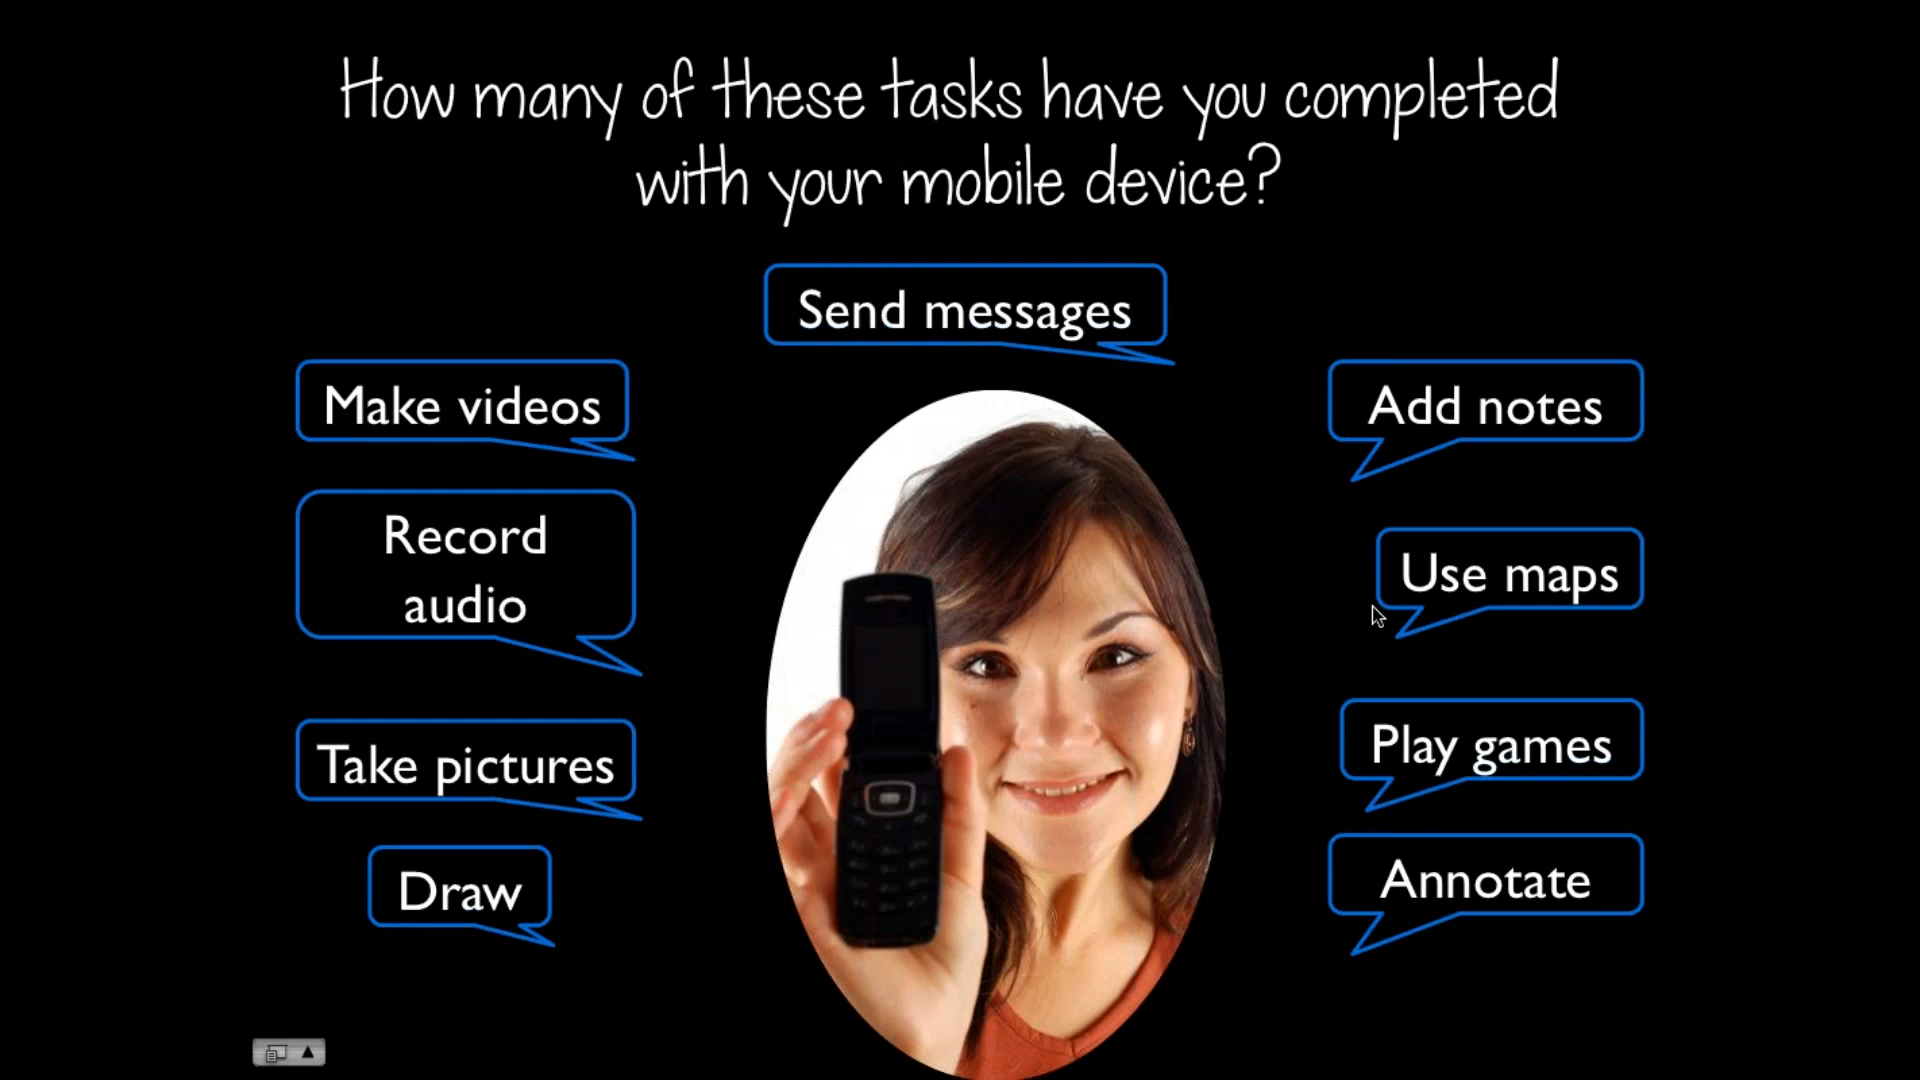 How many of these tasks have you completed
with your mobile device?
Send messages
Make videos
Record
audio
Take pictures
Draw
Add notes
Use maps
Play games
Annotate